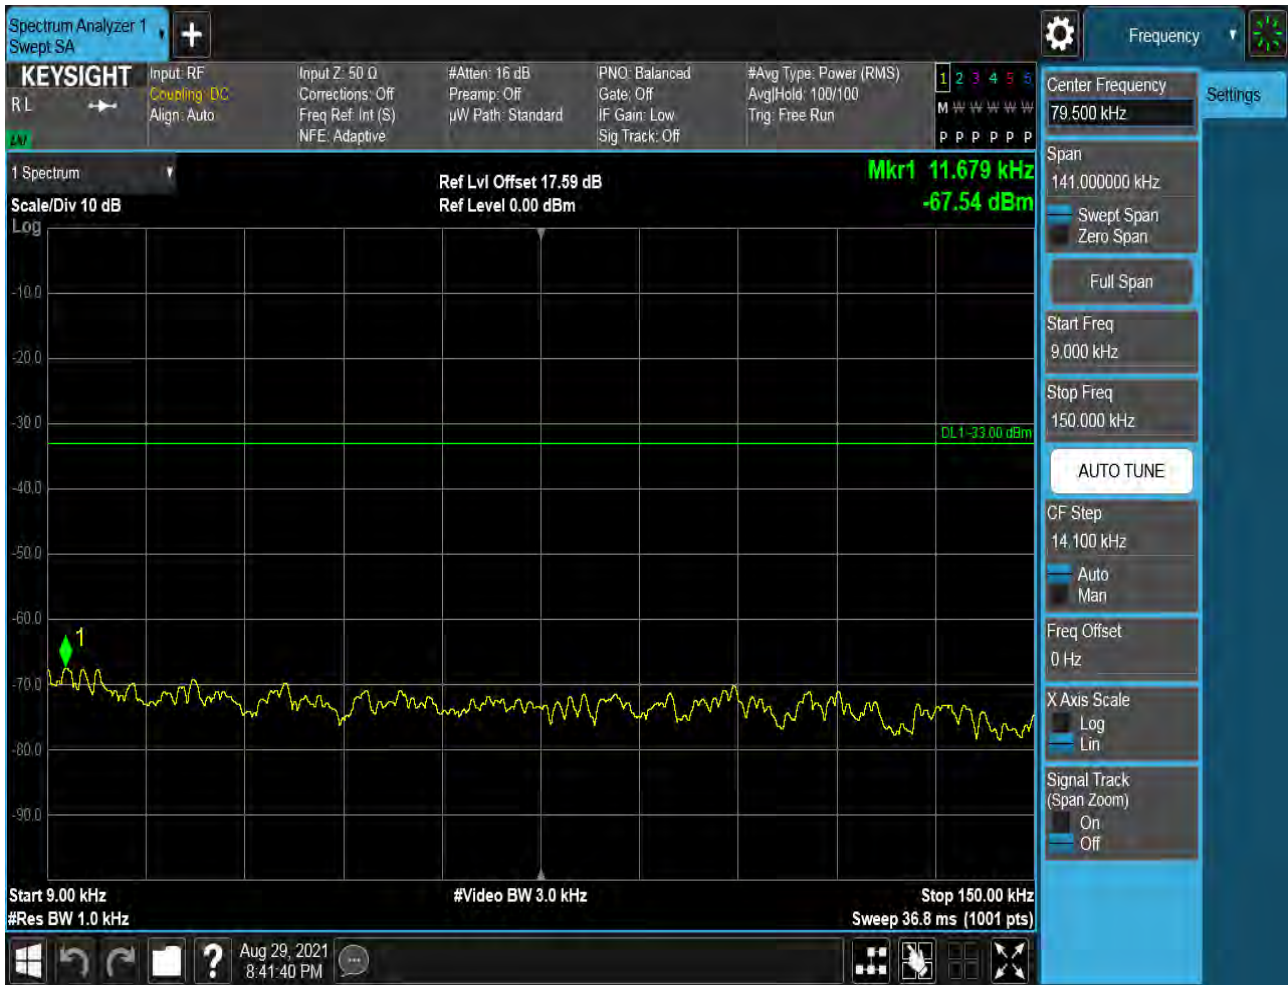 Spectrum Analyzer 1
Swept SA
Frequency
KEYSIGHT
R L
LXI
Input: RF
Coupling: DC
Align: Auto
Input Z: 50 Ω
Corrections: Off
Freq Ref: Int (S)
NFE: Adaptive
#Atten: 16 dB
Preamp: Off
µW Path: Standard
PNO: Balanced
Gate: Off
IF Gain: Low
Sig Track: Off
#Avg Type: Power (RMS)
Avg|Hold: 100/100
Trig: Free Run
1 2 3 4 5 6
M W W W W W
P P P P P P
1 Spectrum
Scale/Div 10 dB
Log
Ref Lvl Offset 17.59 dB
Ref Level 0.00 dBm
Mkr1 11.679 kHz
-67.54 dBm
-10.0
-20.0
-30.0
DL1 -33.00 dBm
-40.0
-50.0
-60.0
1
-70.0
-80.0
-90.0
Start 9.00 kHz
#Res BW 1.0 kHz
#Video BW 3.0 kHz
Stop 150.00 kHz
Sweep 36.8 ms (1001 pts)
Center Frequency
79.500 kHz
Settings
Span
141.000000 kHz
Swept Span
Zero Span
Full Span
Start Freq
9.000 kHz
Stop Freq
150.000 kHz
AUTO TUNE
CF Step
14.100 kHz
Auto
Man
Freq Offset
0 Hz
X Axis Scale
Log
Lin
Signal Track
(Span Zoom)
On
Off
?
Aug 29, 2021
8:41:40 PM